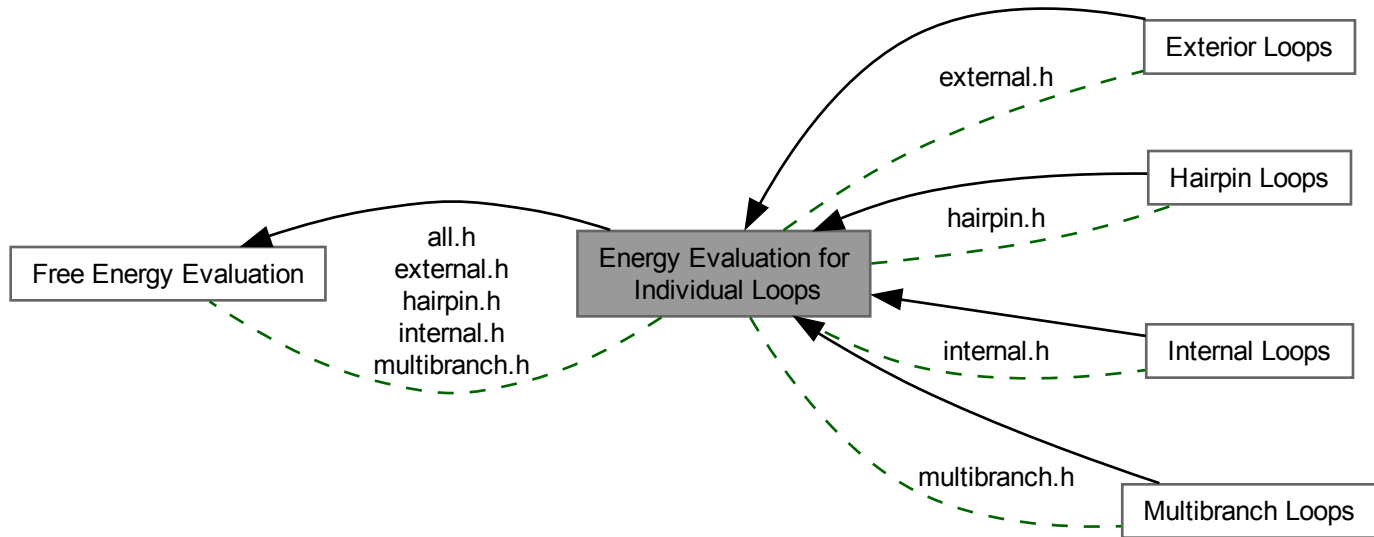 Exterior Loops
external.h
Hairpin Loops
hairpin.h
Free Energy Evaluation
all.h
external.h
hairpin.h
internal.h
multibranch.h
Energy Evaluation for
Individual Loops
internal.h
Internal Loops
multibranch.h
Multibranch Loops